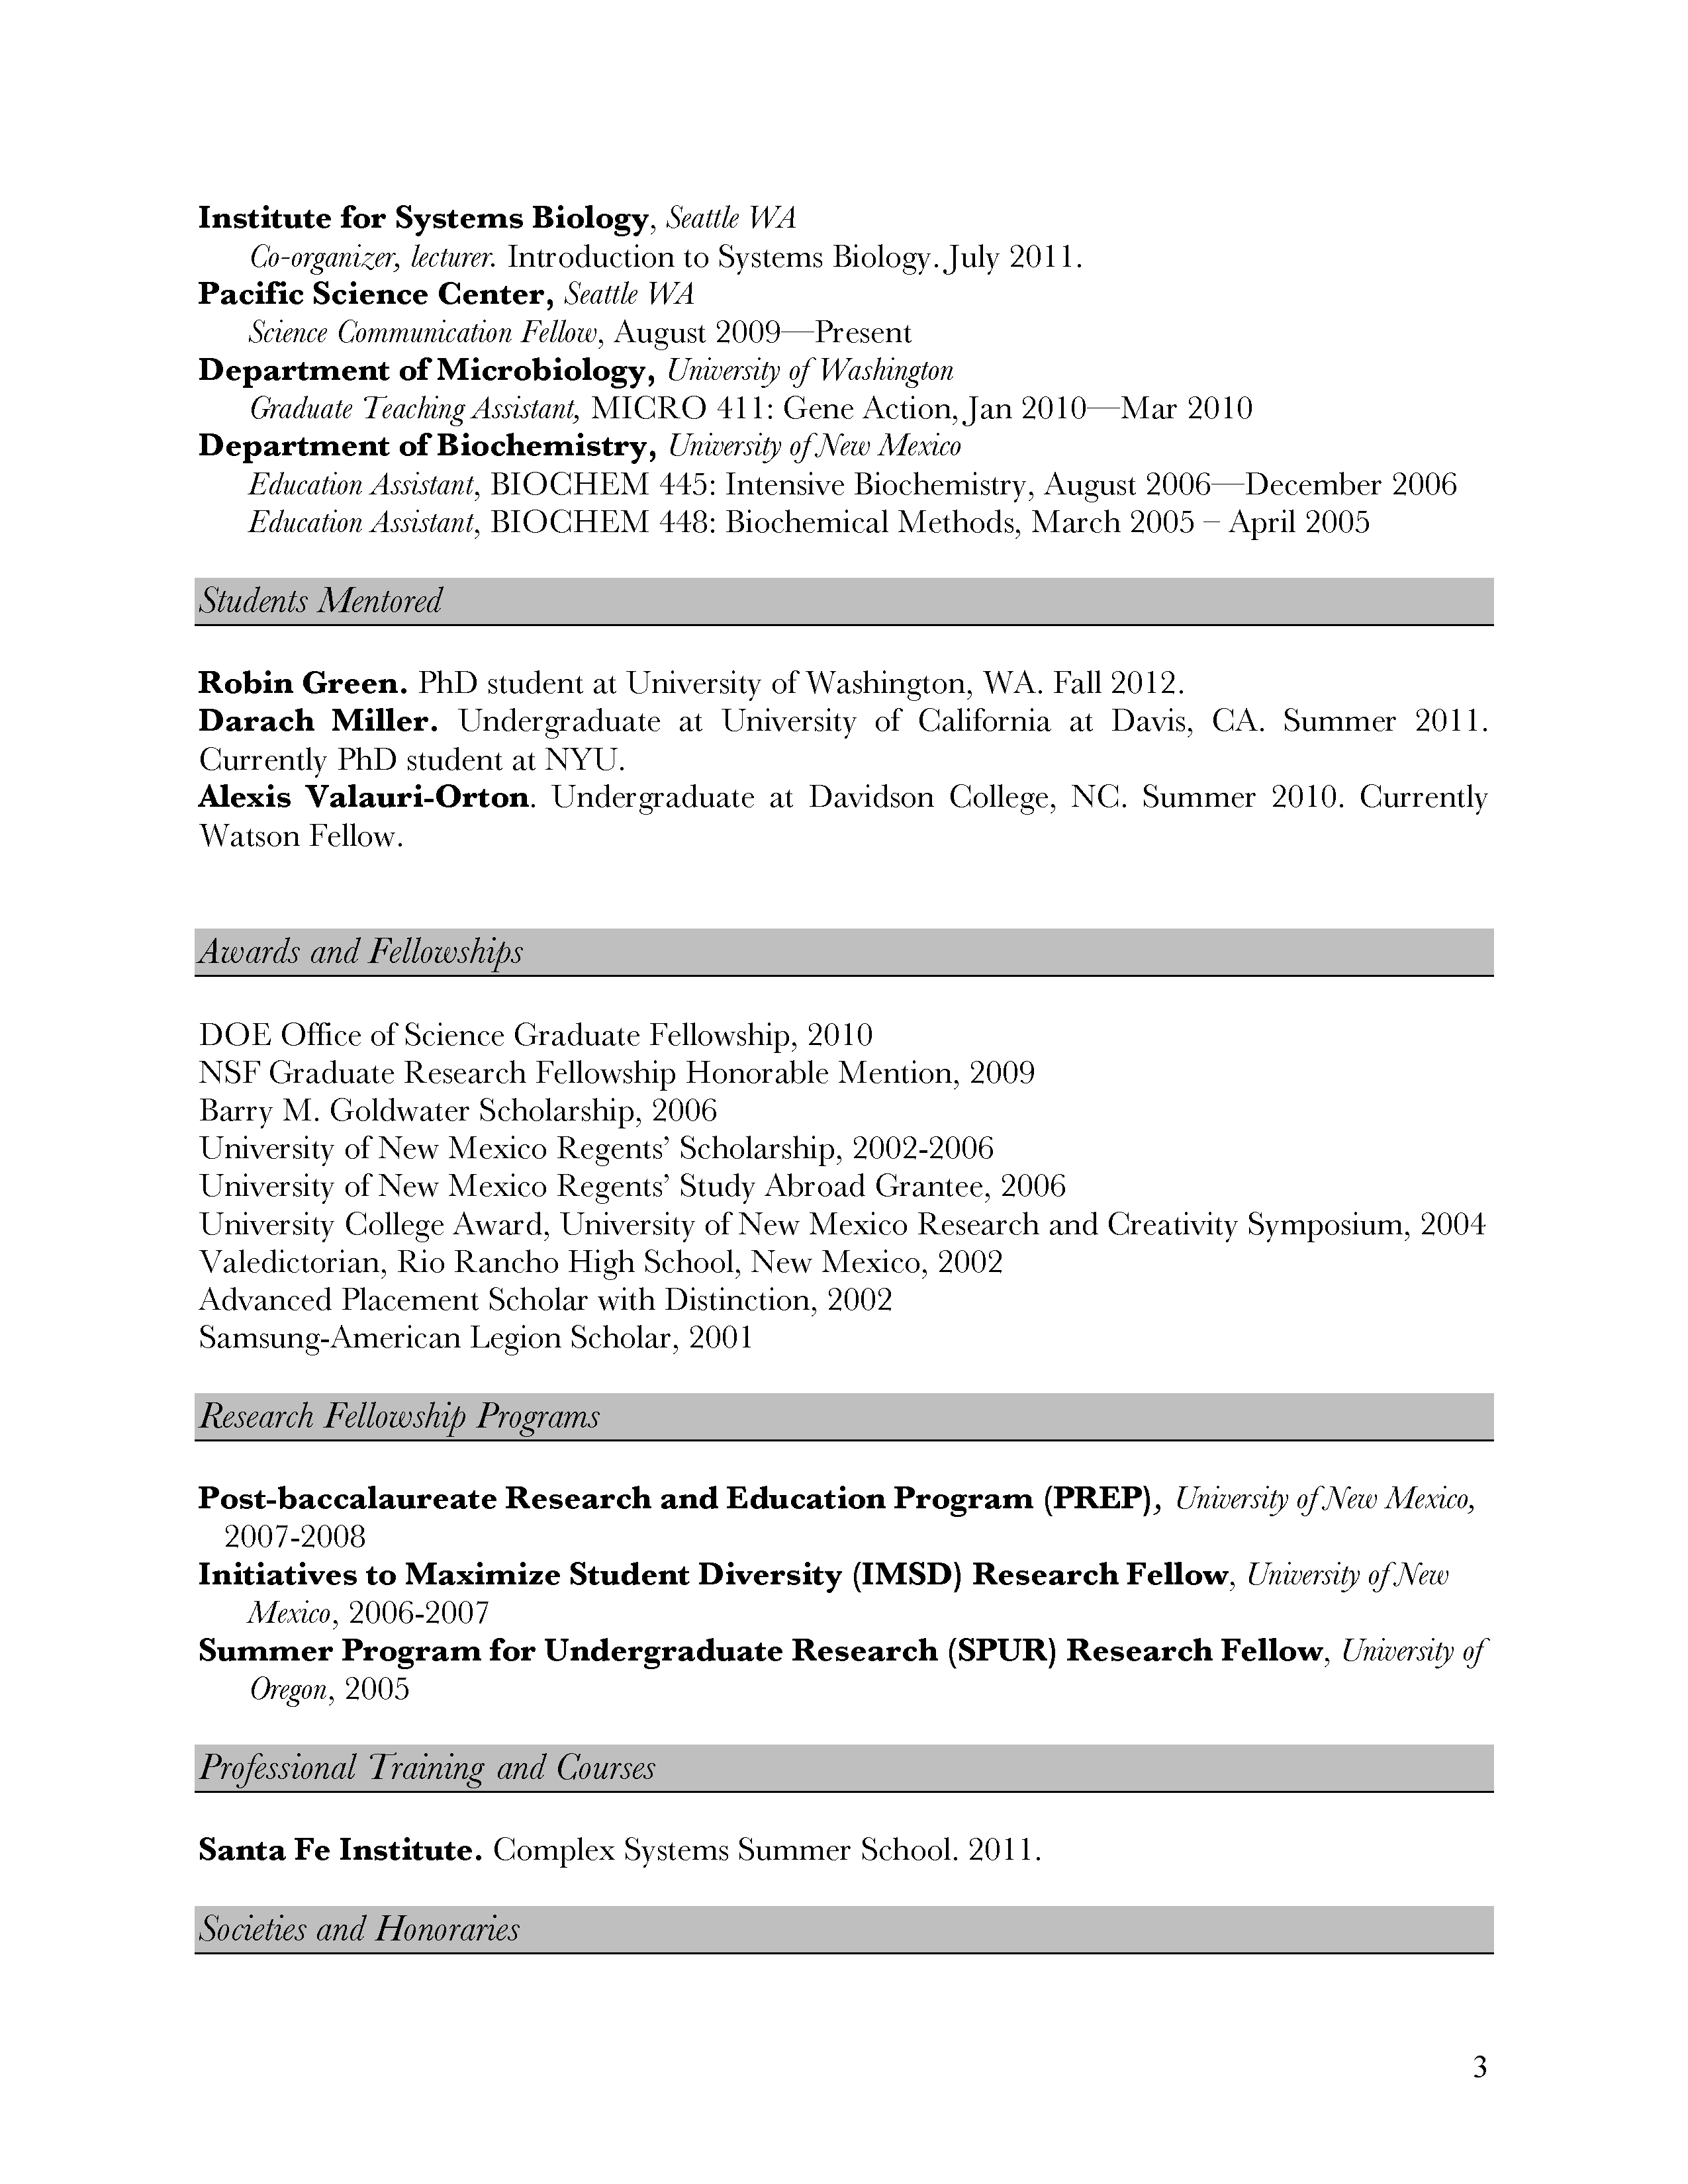 Institute for Systems Biology, Seattle WA
Co-organizer, lecturer. Introduction to Systems Biology. July 2011.
Pacific Science Center, Seattle WA
Science Communication Fellow, August 2009—Present
Department of Microbiology, University of Washington
Graduate Teaching Assistant, MICRO 411: Gene Action, Jan 2010—Mar 2010
Department of Biochemistry, University of New Mexico
Education Assistant, BIOCHEM 445: Intensive Biochemistry, August 2006—December 2006
Education Assistant, BIOCHEM 448: Biochemical Methods, March 2005 – April 2005
Students Mentored
Robin Green. PhD student at University of Washington, WA. Fall 2012.
Darach Miller. Undergraduate at University of California at Davis, CA. Summer 2011.
Currently PhD student at NYU.
Alexis Valauri-Orton. Undergraduate at Davidson College, NC. Summer 2010. Currently
Watson Fellow.
Awards and Fellowships
DOE Office of Science Graduate Fellowship, 2010
NSF Graduate Research Fellowship Honorable Mention, 2009
Barry M. Goldwater Scholarship, 2006
University of New Mexico Regents’ Scholarship, 2002-2006
University of New Mexico Regents’ Study Abroad Grantee, 2006
University College Award, University of New Mexico Research and Creativity Symposium, 2004
Valedictorian, Rio Rancho High School, New Mexico, 2002
Advanced Placement Scholar with Distinction, 2002
Samsung-American Legion Scholar, 2001
Research Fellowship Programs
Post-baccalaureate Research and Education Program (PREP), University of New Mexico,
2007-2008
Initiatives to Maximize Student Diversity (IMSD) Research Fellow, University of New
Mexico, 2006-2007
Summer Program for Undergraduate Research (SPUR) Research Fellow, University of
Oregon, 2005
Professional Training and Courses
Santa Fe Institute. Complex Systems Summer School. 2011.
Societies and Honoraries
3